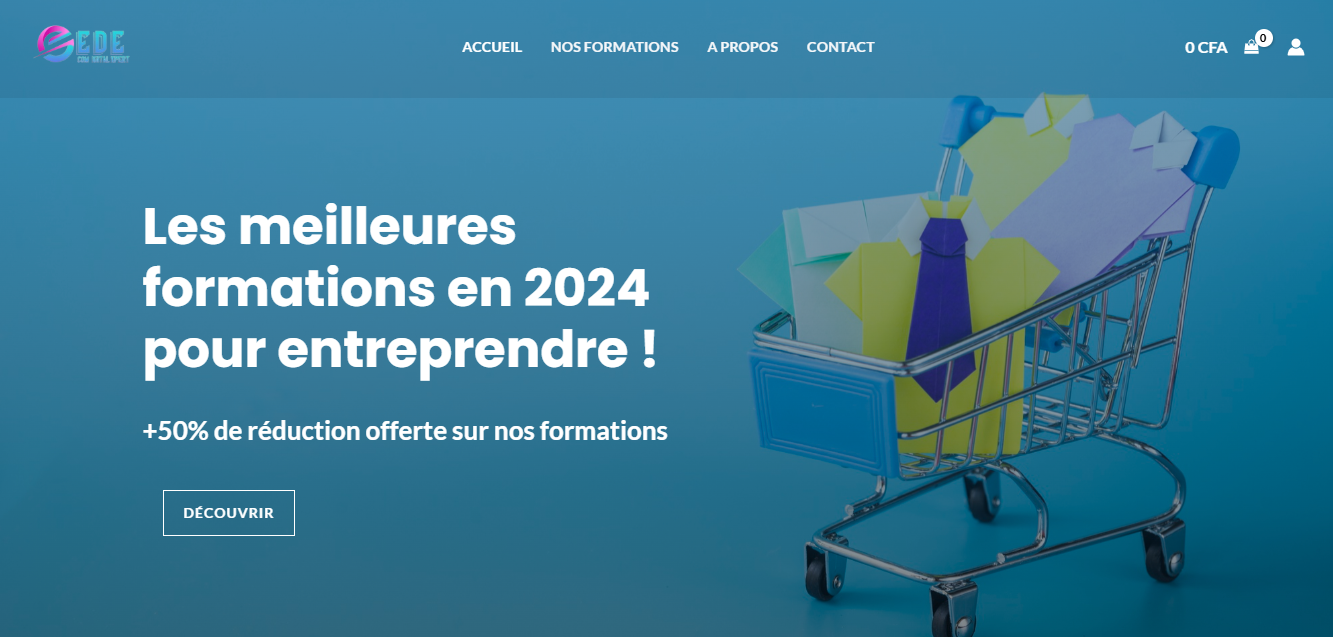 EDE
ACCUEIL NOS FORMATIONS A PROPOS CONTACT
0 CFA 0
Les meilleures
formations en 2024
pour entreprendre !
+50% de réduction offerte sur nos formations
DÉCOUVRIR